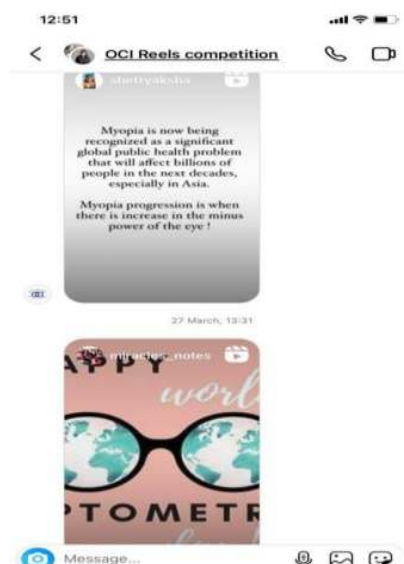 12:51
OCI Reels competition
shettyaksha
Myopia is now being
recognized as a significant
global public health problem
that will affect billions of
people in the next decades,
especially in Asia.
Myopia progression is when
there is increase in the minus
power of the eye !
27 March, 13:31
miracles_notes
APPY
worl
PTOMETR
Message...